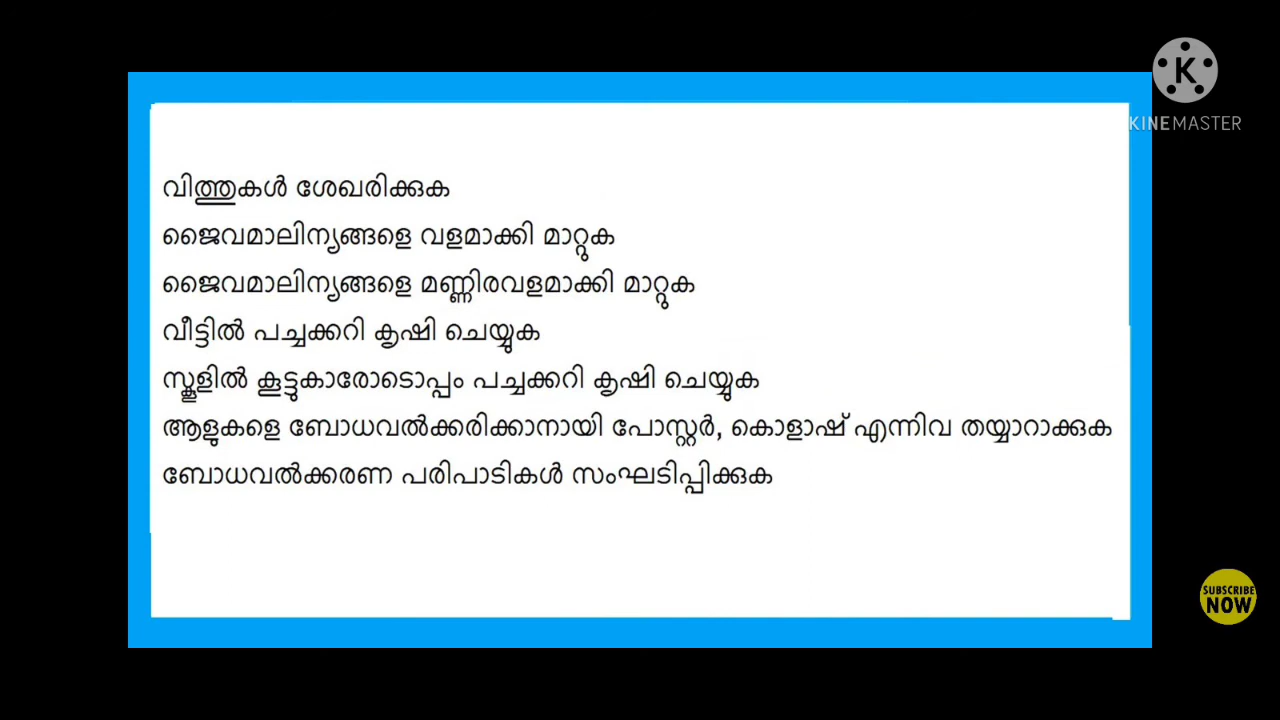 KINEMASTER
വിത്തുകൾ ശേഖരിക്കുക
ജൈവമാലിന്യങ്ങളെ വളമാക്കി മാറ്റുക
ജൈവമാലിന്യങ്ങളെ മണ്ണിരവളമാക്കി മാറ്റുക
വീട്ടിൽ പച്ചക്കറി കൃഷി ചെയ്യുക
സ്കൂളിൽ കൂട്ടുകാരോടൊപ്പം പച്ചക്കറി കൃഷി ചെയ്യുക
ആളുകളെ ബോധവൽക്കരിക്കാനായി പോസ്റ്റർ, കൊളാഷ് എന്നിവ തയ്യാറാക്കുക
ബോധവൽക്കരണ പരിപാടികൾ സംഘടിപ്പിക്കുക
SUBSCRIBE
NOW